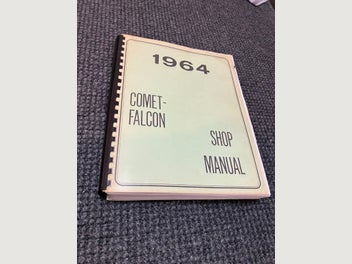 1964
COMET-
FALCON
SHOP
MANUAL